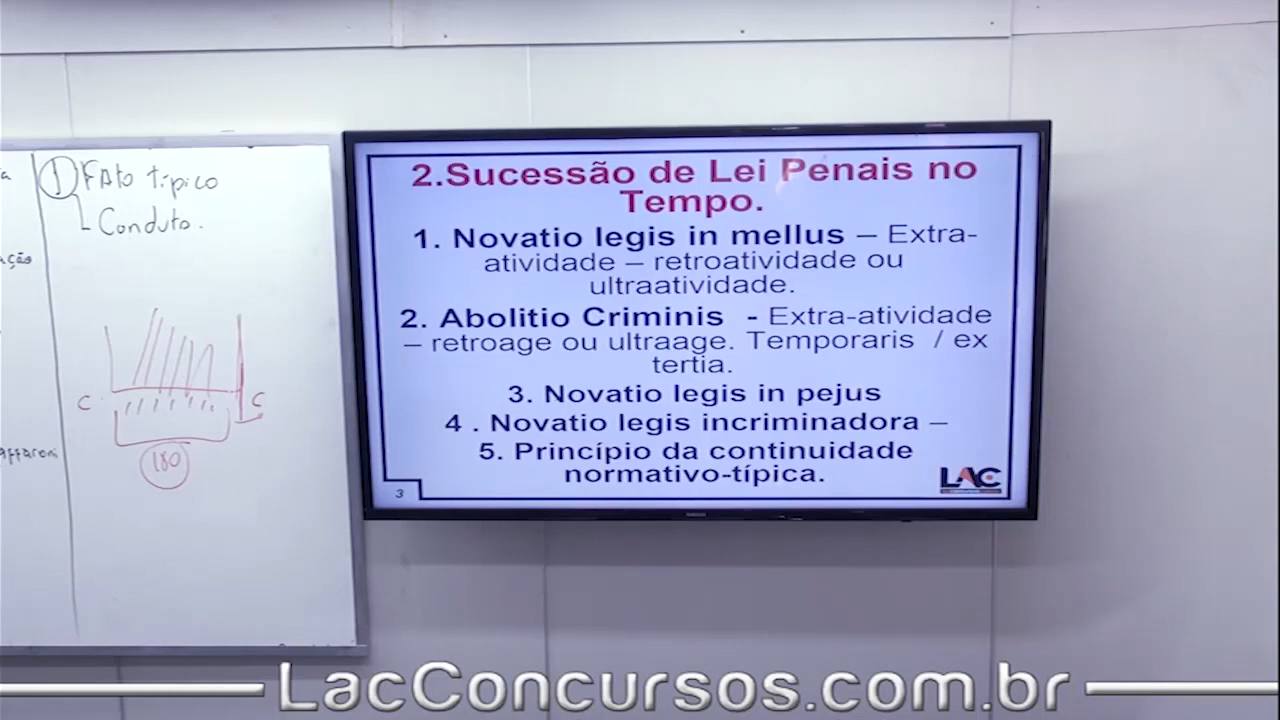 1 Fato típico
Conduta.
ação
C
C
180
2.Sucessão de Lei Penais no
Tempo.
1. Novatio legis in mellus – Extra-
atividade – retroatividade ou
ultraatividade.
2. Abolitio Criminis - Extra-atividade
– retroage ou ultraage. Temporaris / ex
tertia.
3. Novatio legis in pejus
4 . Novatio legis incriminadora –
5. Princípio da continuidade
normativo-típica.
3
LAC
LacConcursos.com.br